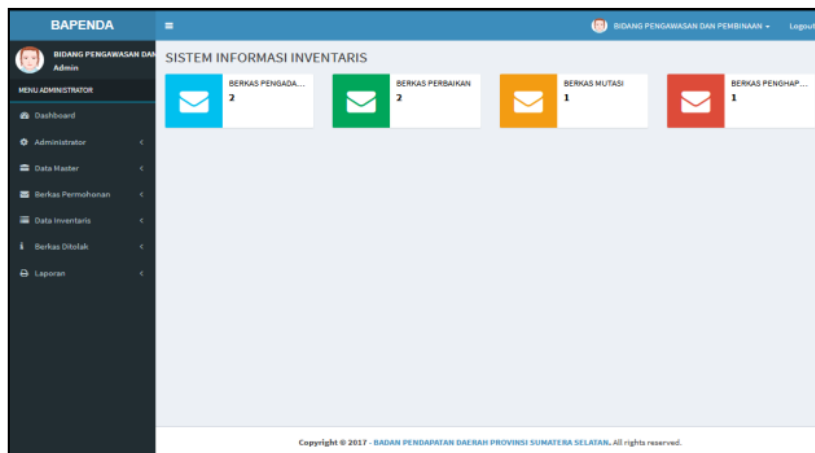 BAPENDA
BIDANG PENGAWASAN DAN PEMBINAAN
Logout
BIDANG PENGAWASAN DAN
Admin
MENU ADMINISTRATOR
Dashboard
Administrator
Data Master
Berkas Permohonan
Data Inventaris
Berkas Ditolak
Laporan
SISTEM INFORMASI INVENTARIS
BERKAS PENGADA...
2
BERKAS PERBAIKAN
2
BERKAS MUTASI
1
BERKAS PENGHAP...
1
Copyright © 2017 - BADAN PENDAPATAN DAERAH PROVINSI SUMATERA SELATAN. All rights reserved.